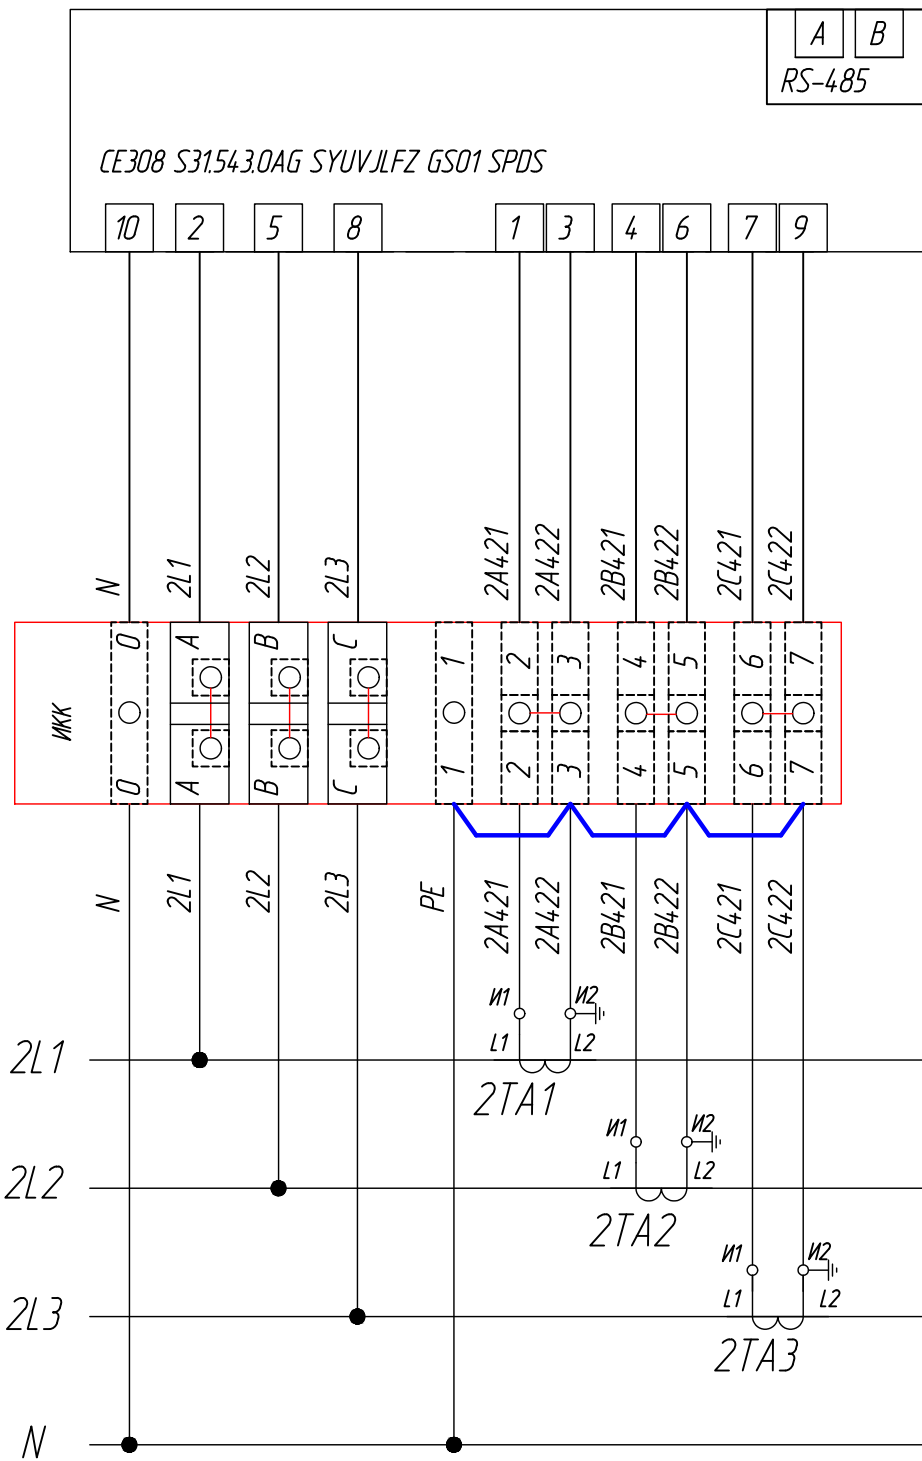 A B
RS-485
CE308 S31.543.0AG SYUVJLFZ GS01 SPDS
10 2 5 8 1 3 4 6 7 9
N 2L1 2L2 2L3 2A421 2A422 2B421 2B422 2C421 2C422
0 A B C 1 2 3 4 5 6 7
ИКК
0 A B C 1 2 3 4 5 6 7
N 2L1 2L2 2L3 PE 2A421 2A422 2B421 2B422 2C421 2C422
И1 И2
L1 L2
2L1
2TA1
И1 И2
L1 L2
2L2
2TA2
И1 И2
L1 L2
2L3
2TA3
N